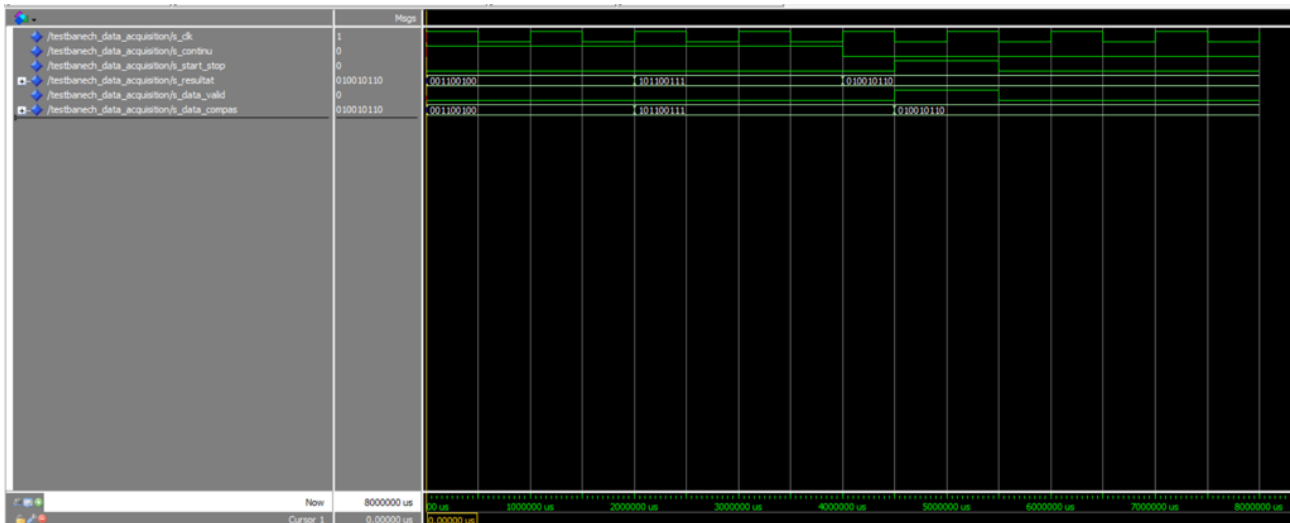 Msgs
/testbanech_data_acquisition/s_clk 1
/testbanech_data_acquisition/s_continu 0
/testbanech_data_acquisition/s_start_stop 0
/testbanech_data_acquisition/s_resultat 010010110 001100100 101100111 010010110
/testbanech_data_acquisition/s_data_valid 0
/testbanech_data_acquisition/s_data_compas 010010110 001100100 101100111 010010110
Now 8000000 us 00 us 1000000 us 2000000 us 3000000 us 4000000 us 5000000 us 6000000 us 7000000 us 8000000 us
Cursor 1 0.00000 us 0.00000 us